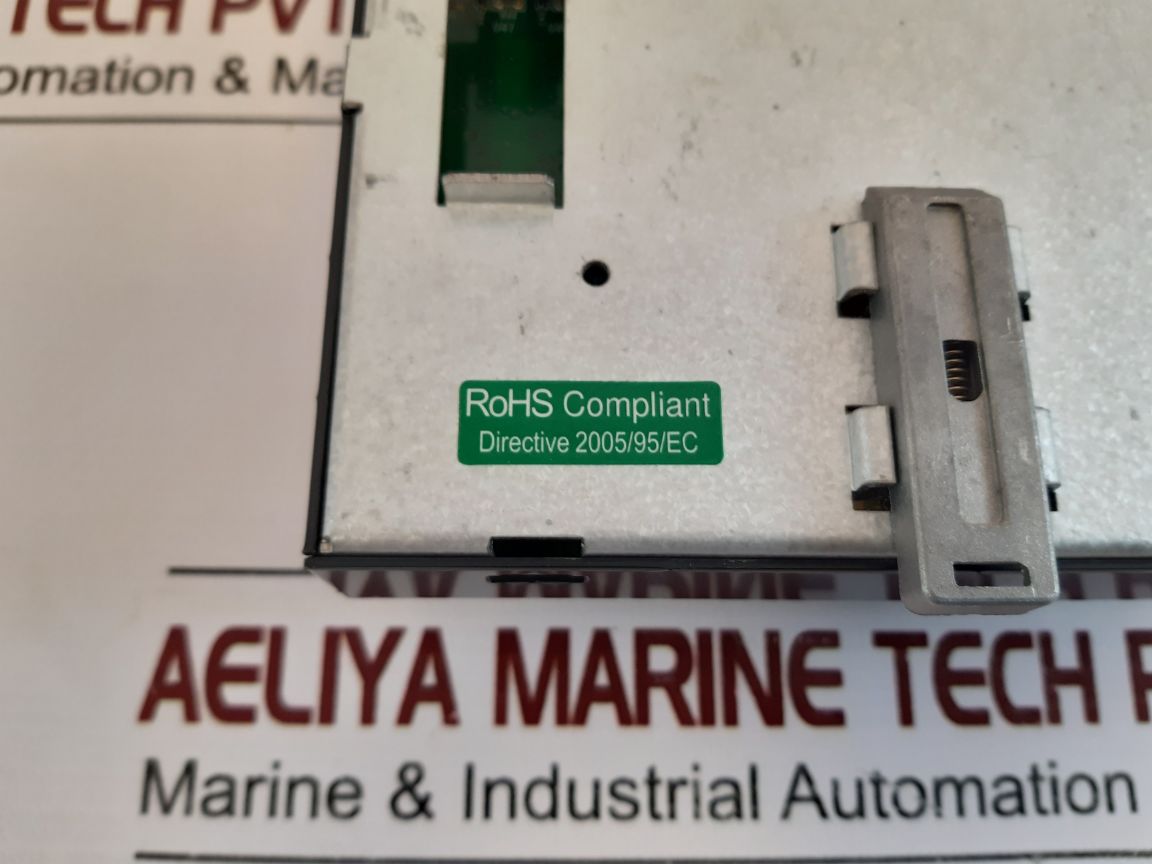 TECH PVT
omation & Ma
RoHS Compliant
Directive 2005/95/EC
AELIYA MARINE TECH P
Marine & Industrial Automation